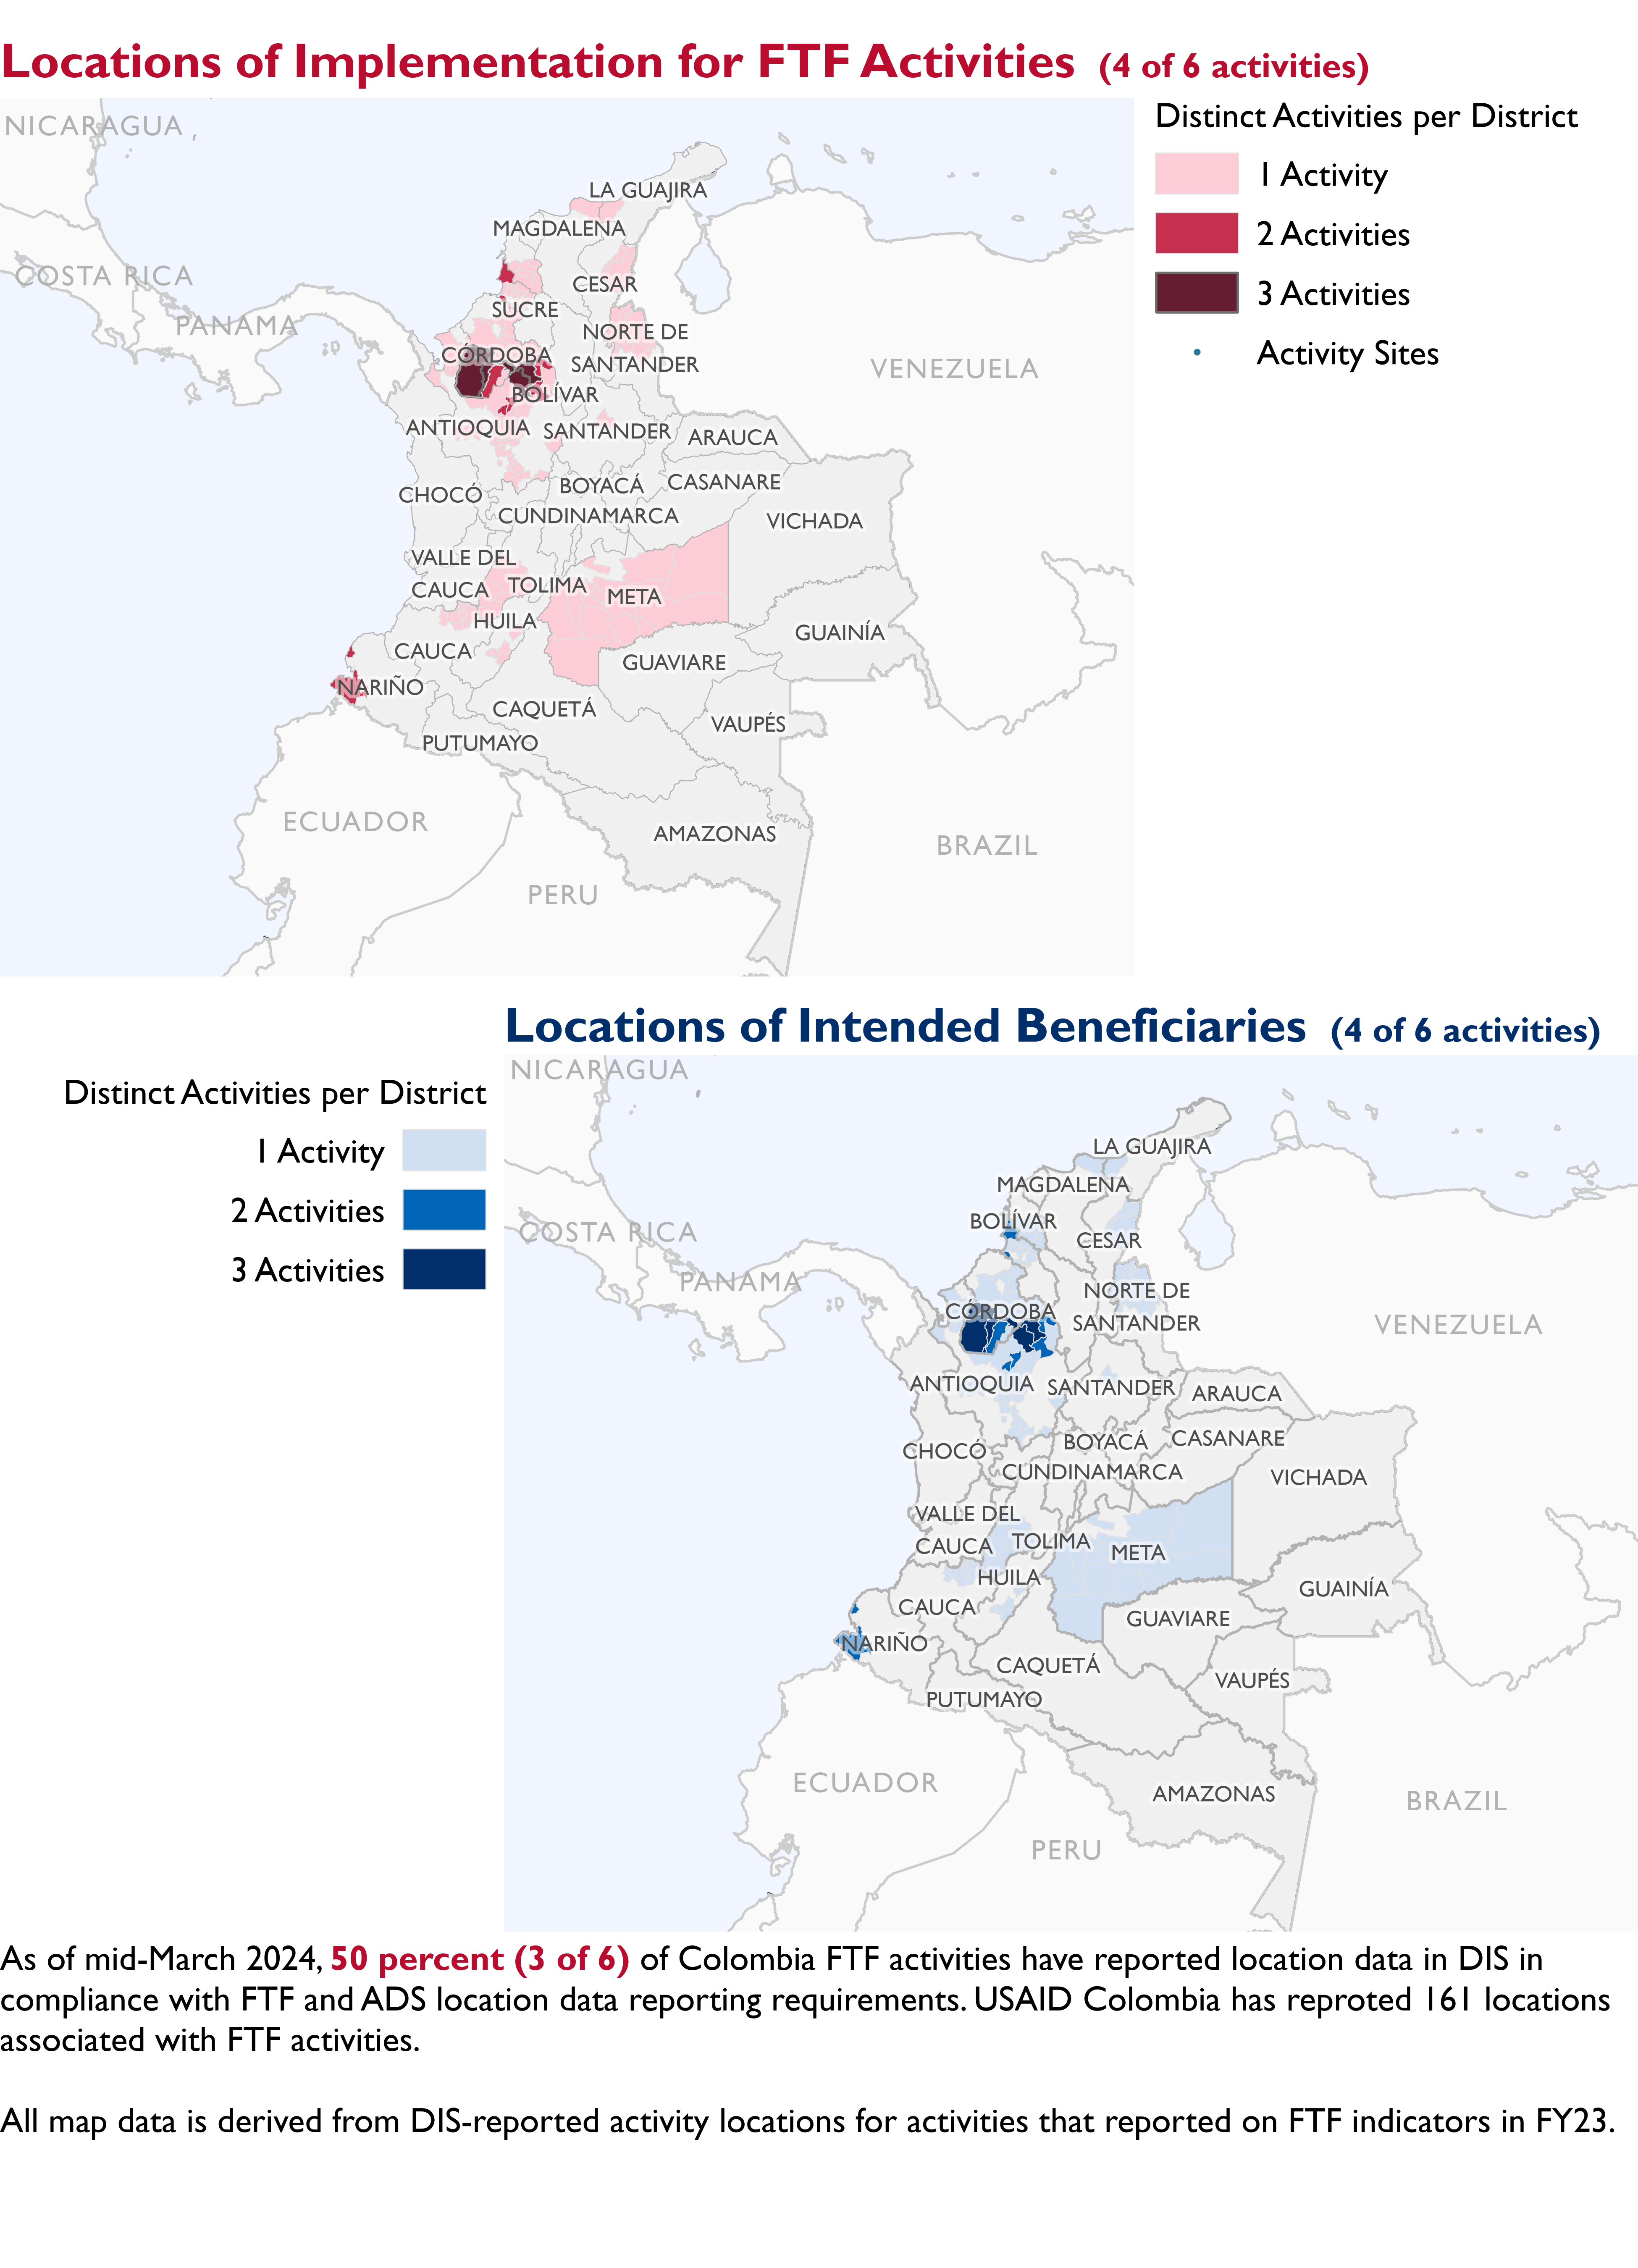 Locations of Implementation for FTF Activities (4 of 6 activities)
Distinct Activities per District
1 Activity
2 Activities
3 Activities
Activity Sites
NICARAGUA
COSTA RICA
PANAMA
LA GUAJIRA
MAGDALENA
CESAR
SUCRE
NORTE DE
SANTANDER
CÓRDOBA
BOLÍVAR
VENEZUELA
ANTIOQUIA
SANTANDER
ARAUCA
CHOCÓ
BOYACÁ
CASANARE
CUNDINAMARCA
VICHADA
VALLE DEL
CAUCA
TOLIMA
META
HUILA
GUAINÍA
CAUCA
GUAVIARE
NARIÑO
CAQUETÁ
VAUPÉS
PUTUMAYO
ECUADOR
AMAZONAS
BRAZIL
PERU
Locations of Intended Beneficiaries (4 of 6 activities)
Distinct Activities per District
1 Activity
2 Activities
3 Activities
NICARAGUA
COSTA RICA
PANAMA
LA GUAJIRA
MAGDALENA
BOLÍVAR
CESAR
NORTE DE
SANTANDER
CÓRDOBA
VENEZUELA
ANTIOQUIA
SANTANDER
ARAUCA
CHOCÓ
BOYACÁ
CASANARE
CUNDINAMARCA
VICHADA
VALLE DEL
CAUCA
TOLIMA
META
HUILA
GUAINÍA
CAUCA
GUAVIARE
NARIÑO
CAQUETÁ
VAUPÉS
PUTUMAYO
ECUADOR
AMAZONAS
BRAZIL
PERU
As of mid-March 2024, 50 percent (3 of 6) of Colombia FTF activities have reported location data in DIS in
compliance with FTF and ADS location data reporting requirements. USAID Colombia has reproted 161 locations
associated with FTF activities.
All map data is derived from DIS-reported activity locations for activities that reported on FTF indicators in FY23.